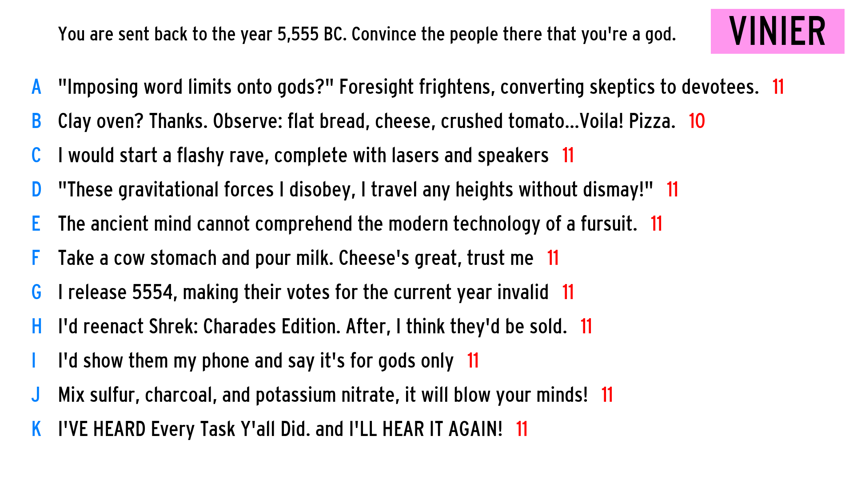 You are sent back to the year 5,555 BC. Convince the people there that you're a god.
VINIER
A "Imposing word limits onto gods?" Foresight frightens, converting skeptics to devotees. 11
B Clay oven? Thanks. Observe: flat bread, cheese, crushed tomato...Voila! Pizza. 10
C I would start a flashy rave, complete with lasers and speakers 11
D "These gravitational forces I disobey, I travel any heights without dismay!" 11
E The ancient mind cannot comprehend the modern technology of a fursuit. 11
F Take a cow stomach and pour milk. Cheese's great, trust me 11
G I release 5554, making their votes for the current year invalid 11
H I'd reenact Shrek: Charades Edition. After, I think they'd be sold. 11
I I'd show them my phone and say it's for gods only 11
J Mix sulfur, charcoal, and potassium nitrate, it will blow your minds! 11
K I'VE HEARD Every Task Y'all Did. and I'LL HEAR IT AGAIN! 11